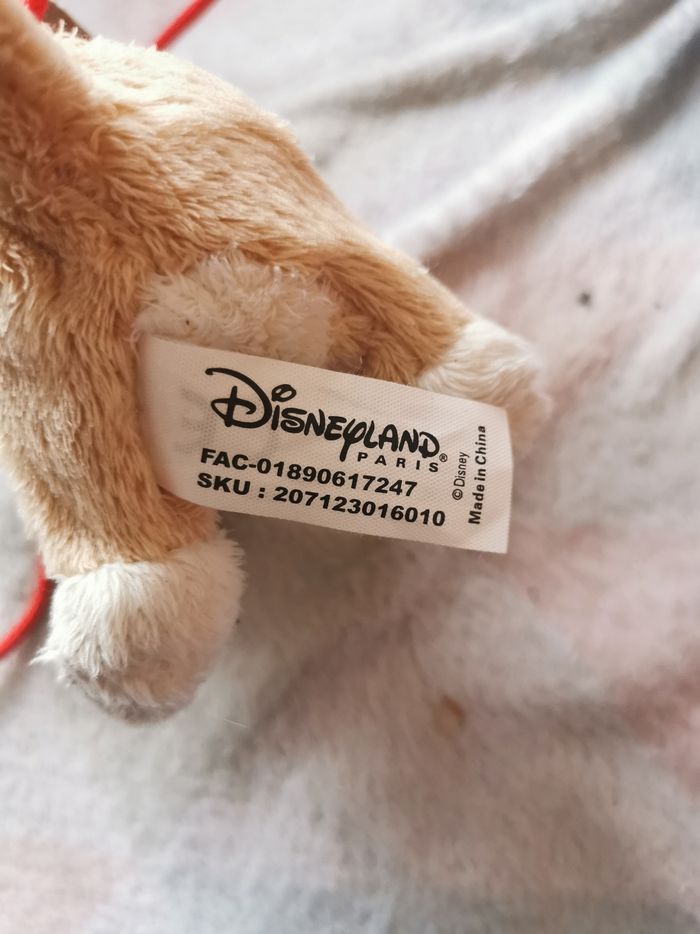 Disneyland
PARIS®
FAC-01890617247
SKU : 207123016010
© Disney
Made in China